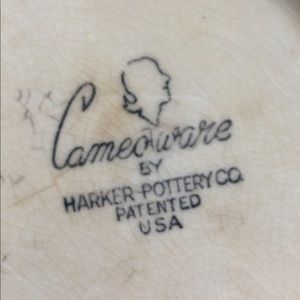 Cameoware
BY
HARKER POTTERY CO.
PATENTED
USA